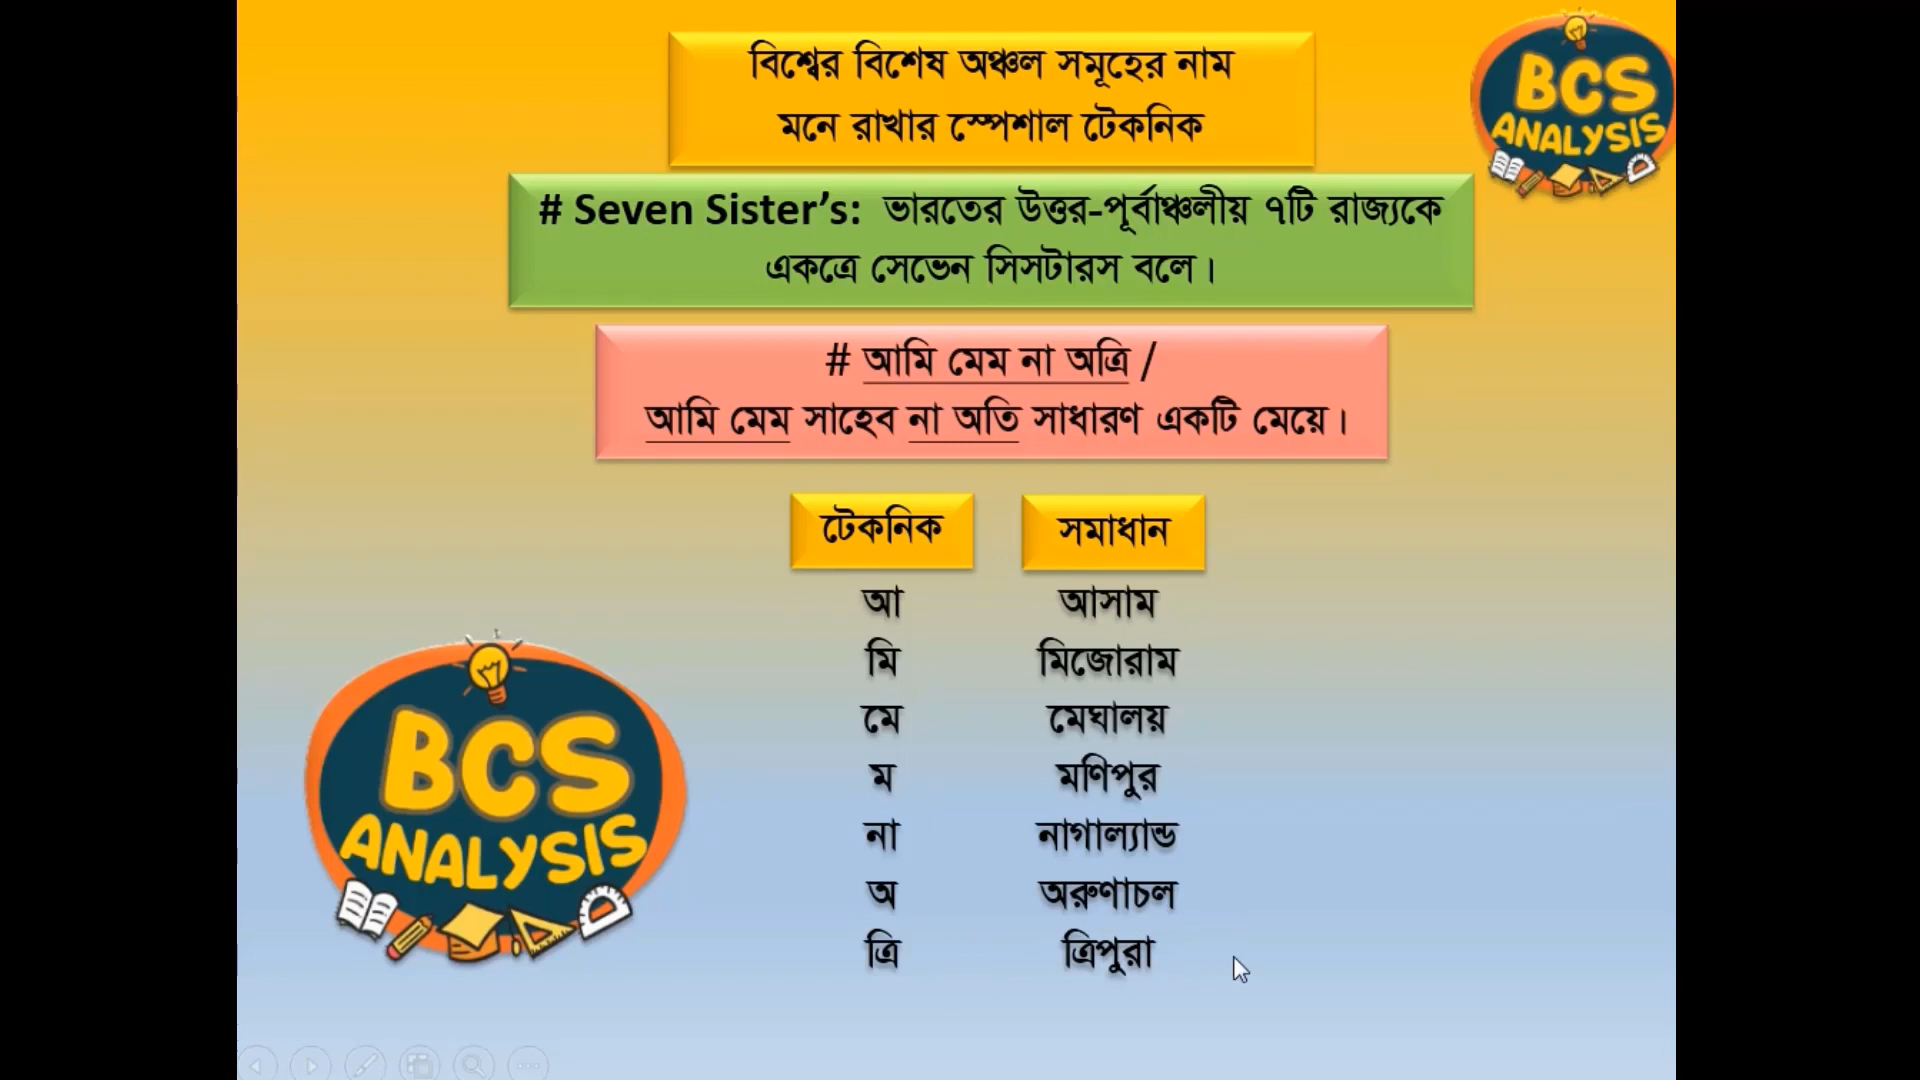 বিশ্বের বিশেষ অঞ্চল সমূহের নাম
মনে রাখার স্পেশাল টেকনিক
BCS
ANALYSIS
# Seven Sister’s: ভারতের উত্তর-পূর্বাঞ্চলীয় ৭টি রাজ্যকে
একত্রে সেভেন সিসটারস বলে।
# আমি মেম না অত্রি /
আমি মেম সাহেব না অতি সাধারণ একটি মেয়ে।
টেকনিক সমাধান
আ আসাম
মি মিজোরাম
মে মেঘালয়
ম মণিপুর
না নাগাল্যান্ড
অ অরুণাচল
ত্রি ত্রিপুরা
BCS
ANALYSIS